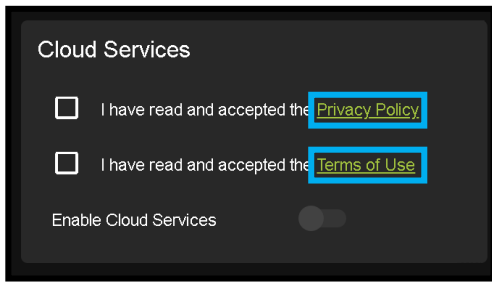 Cloud Services
I have read and accepted the Privacy Policy
I have read and accepted the Terms of Use
Enable Cloud Services